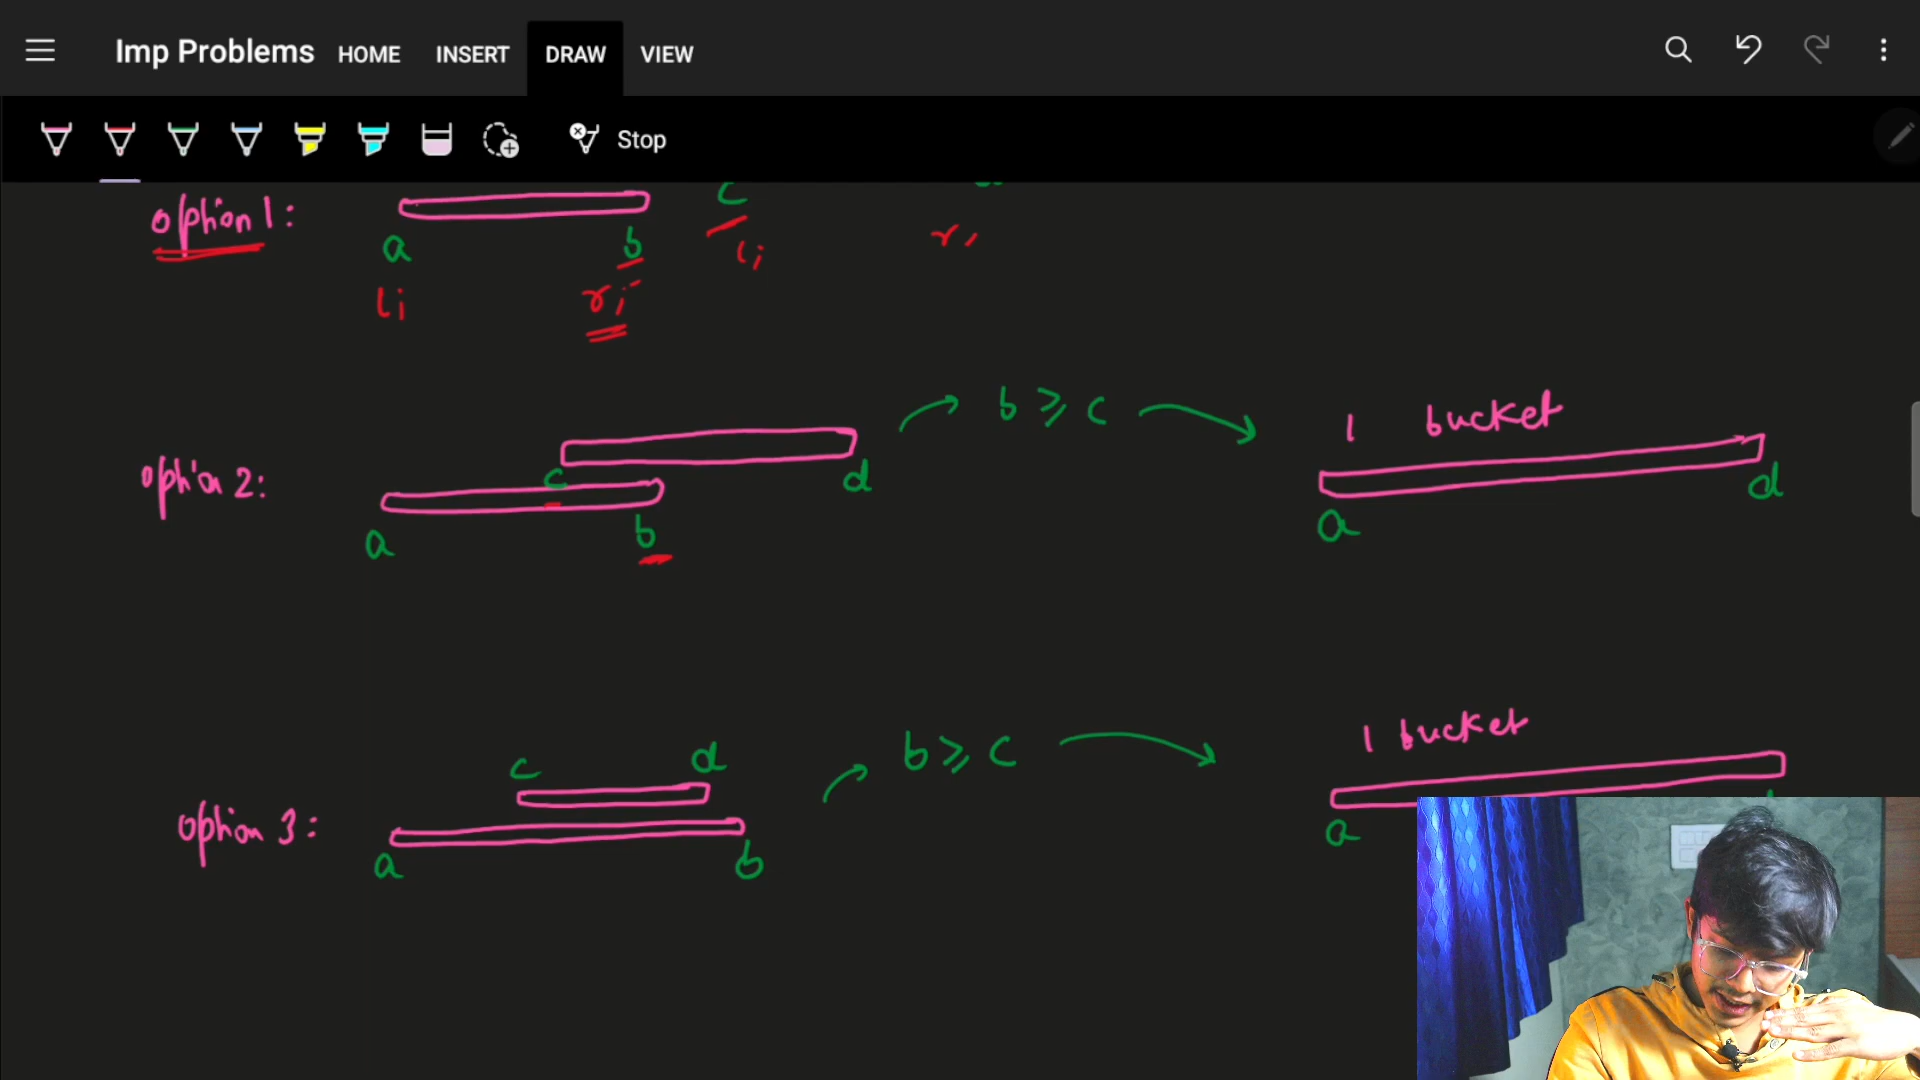 Imp Problems HOME INSERT DRAW VIEW
Stop
option 1:
a b c
li ri li
option 2:
c d
a b
b ⩾ c
1 bucket
a d
option 3:
c d
a b
b ⩾ c
1 bucket
a